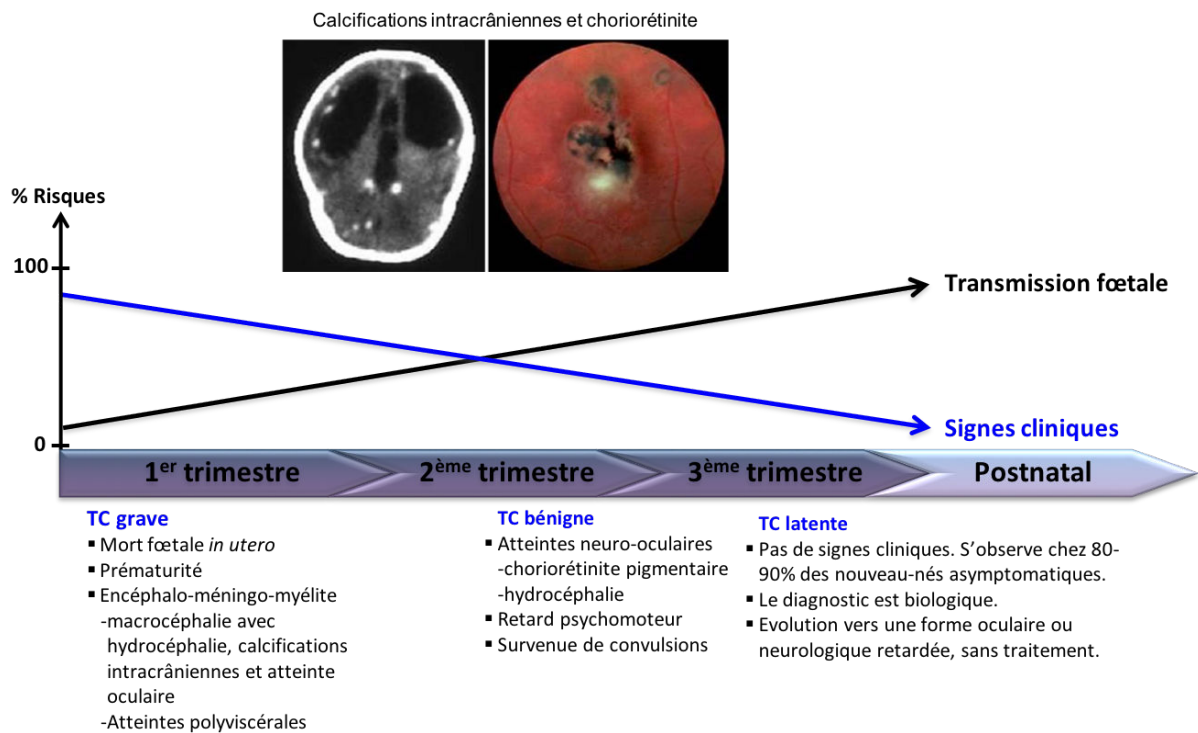 Calcifications intracrâniennes et choriorétinite
% Risques
100
0
Transmission fœtale
Signes cliniques
1er trimestre
2ème trimestre
3ème trimestre
Postnatal
TC grave
▪ Mort fœtale in utero
▪ Prématurité
▪ Encéphalo-méningo-myélite
-macrocéphalie avec
hydrocéphalie, calcifications
intracrâniennes et atteinte
oculaire
-Atteintes polyviscérales
TC bénigne
▪ Atteintes neuro-oculaires
-choriorétinite pigmentaire
-hydrocéphalie
▪ Retard psychomoteur
▪ Survenue de convulsions
TC latente
▪ Pas de signes cliniques. S’observe chez 80-
90% des nouveau-nés asymptomatiques.
▪ Le diagnostic est biologique.
▪ Evolution vers une forme oculaire ou
neurologique retardée, sans traitement.